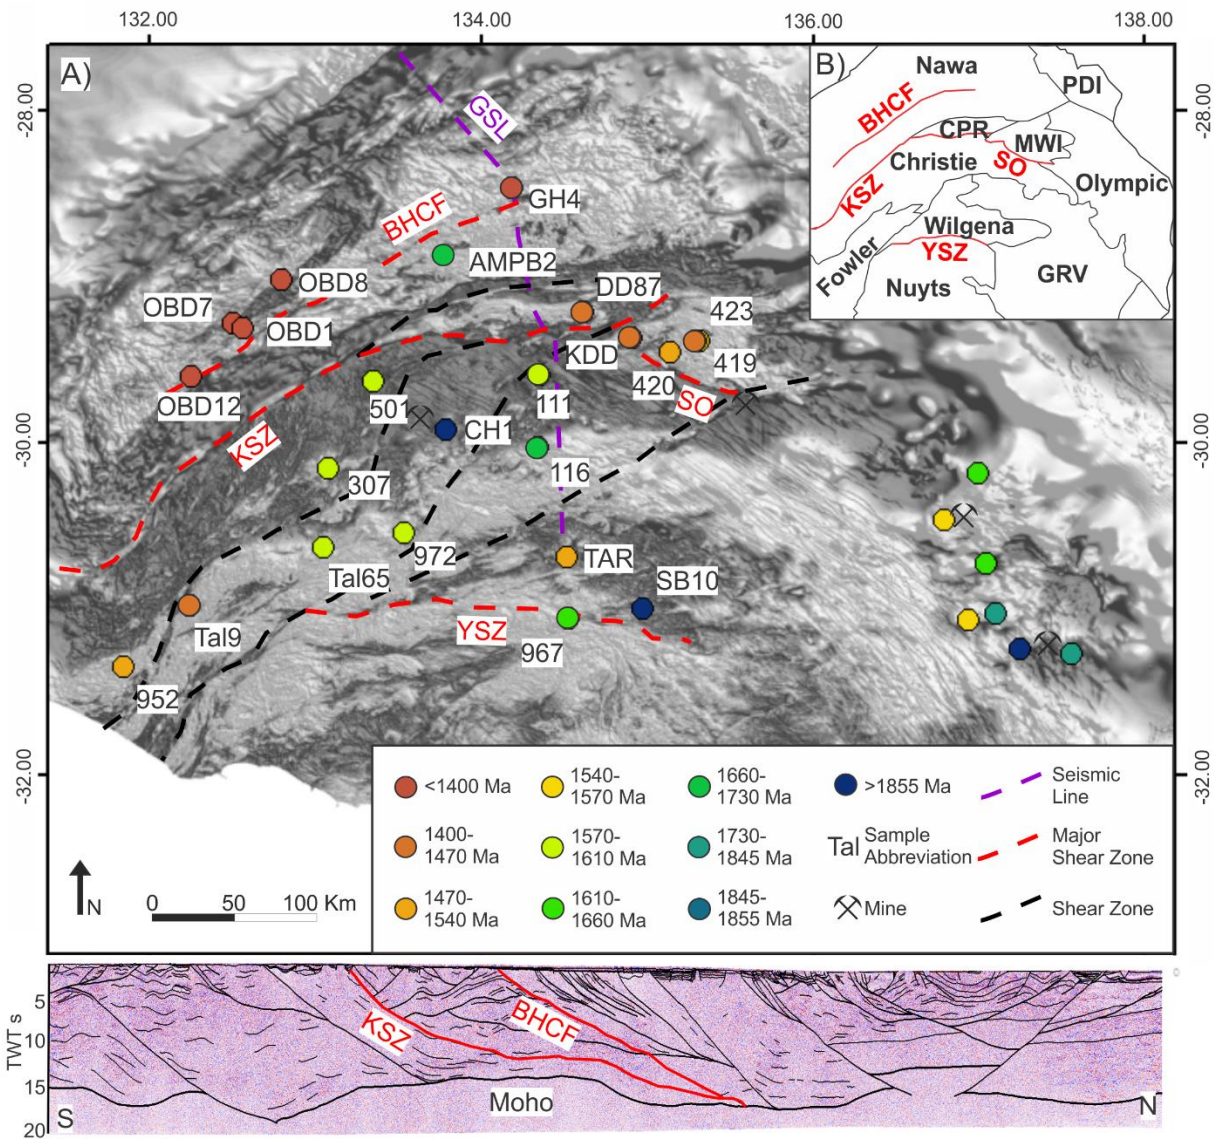 132.00
134.00
136.00
138.00
A)
B)
-28.00
-28.00
-30.00
-30.00
-32.00
-32.00
Nawa
PDI
BHCF
CPR
MWI
Christie
SO
KSZ
Olympic
Wilgena
YSZ
Fowler
Nuyts
GRV
GSL
GH4
BHCF
AMPB2
OBD8
OBD7
OBD1
OBD12
DD87
423
KDD
419
420
SO
111
501
CH1
KSZ
116
307
972
Tal65
TAR
SB10
YSZ
967
Tal9
952
<1400 Ma
1400-
1470 Ma
1470-
1540 Ma
1540-
1570 Ma
1570-
1610 Ma
1610-
1660 Ma
1660-
1730 Ma
1730-
1845 Ma
1845-
1855 Ma
>1855 Ma
Tal
Sample
Abbreviation
Mine
Seismic
Line
Major
Shear Zone
Shear Zone
N
0 50 100 Km
TWT s
5
10
15
20
KSZ
BHCF
Moho
S
N
0